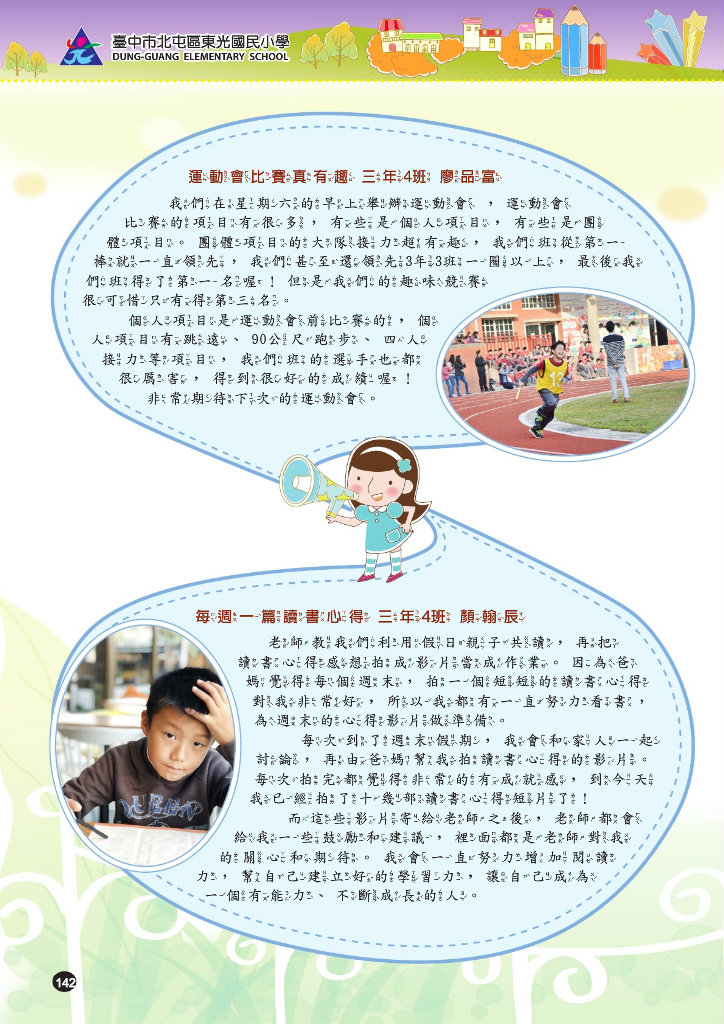 臺中市北屯區東光國民小學
DUNG-GUANG ELEMENTARY SCHOOL
運動會比賽真有趣 三年4班 廖品富
我們在星期六的早上舉辦運動會，運動會
比賽的項目有很多，有些是個人項目，有些是團
體項目。團體項目的大隊接力超有趣，我們班從第一
棒就一直領先，我們甚至還領先3年3班一圈以上，最後我
們班得了第一名喔！但是我們的趣味競賽
很可惜只有得第三名。
個人項目是運動會前比賽的，個
人項目有跳遠、90公尺跑步、四人
接力等項目，我們班的選手也都
很厲害，得到很好的成績喔！
非常期待下次的運動會。
每週一篇讀書心得 三年4班 顏翰辰
老師教我們利用假日親子共讀，再把
讀書心得感想拍成影片當成作業。因為爸
媽覺得每個週末，拍一個短短的讀書心得
對我非常好，所以我都有一直努力看書，
為週末的心得影片做準備。
每次到了週末假期，我會和家人一起
討論，再由爸媽幫我拍讀書心得的影片。
每次拍完都覺得非常的有成就感，到今天
我已經拍了十幾部讀書心得短片了！
而這些影片寄給老師之後，老師都會
給我一些鼓勵和建議，裡面都是老師對我
的關心和期待。我會一直努力增加閱讀
力，幫自己建立好的學習力，讓自己成為
一個有能力、不斷成長的人。
142